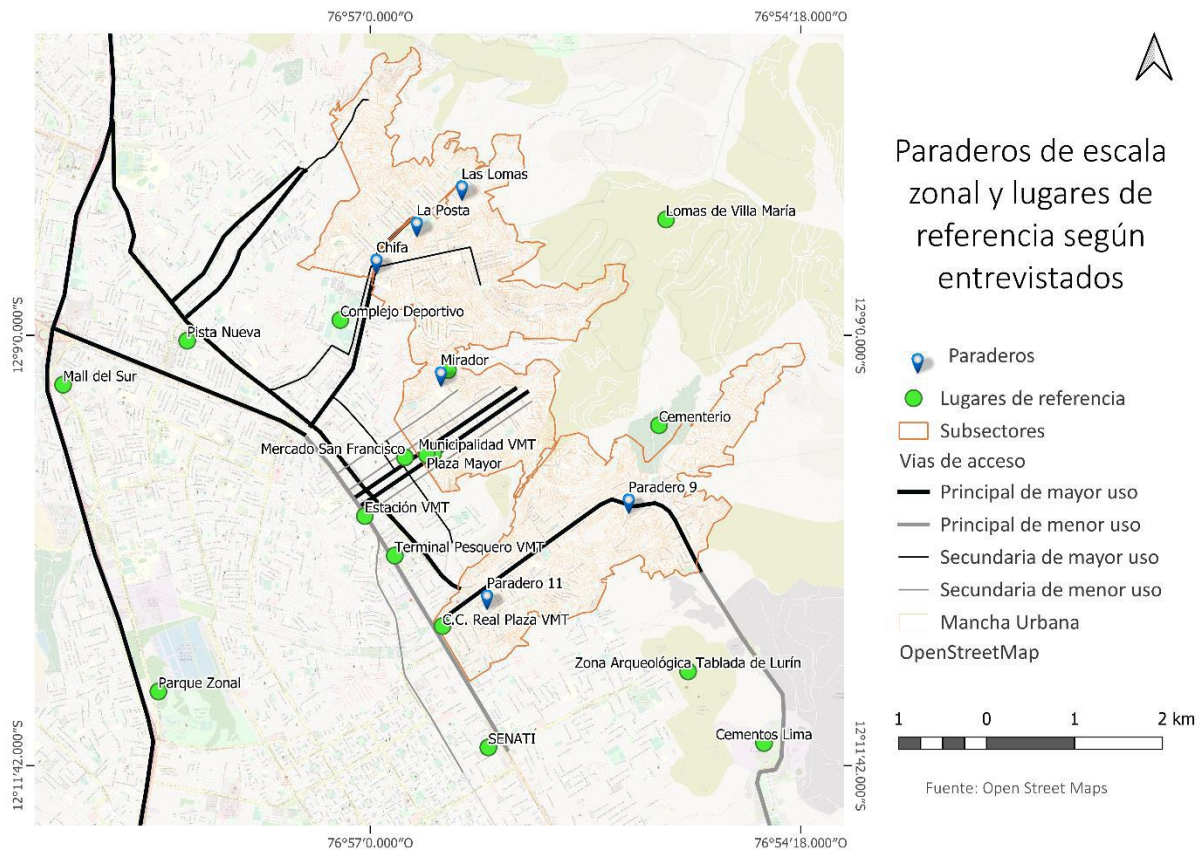 76°57'0.000"O
76°54'18.000"O
Las Lomas
La Posta
Lomas de Villa María
Chifa
12°9'0.000"S
12°9'0.000"S
Complejo Deportivo
Pista Nueva
Mirador
Mall del Sur
Cementerio
Mercado San Francisco
Municipalidad VMT
Plaza Mayor
Paradero 9
Estación VMT
Terminal Pesquero VMT
Paradero 11
C.C. Real Plaza VMT
Zona Arqueológica Tablada de Lurín
Parque Zonal
SENATI
Cementos Lima
12°11'42.000"S
12°11'42.000"S
76°57'0.000"O
76°54'18.000"O
Paraderos de escala
zonal y lugares de
referencia según
entrevistados
Paraderos
Lugares de referencia
Subsectores
Vias de acceso
Principal de mayor uso
Principal de menor uso
Secundaria de mayor uso
Secundaria de menor uso
Mancha Urbana
OpenStreetMap
1 0 1 2 km
Fuente: Open Street Maps